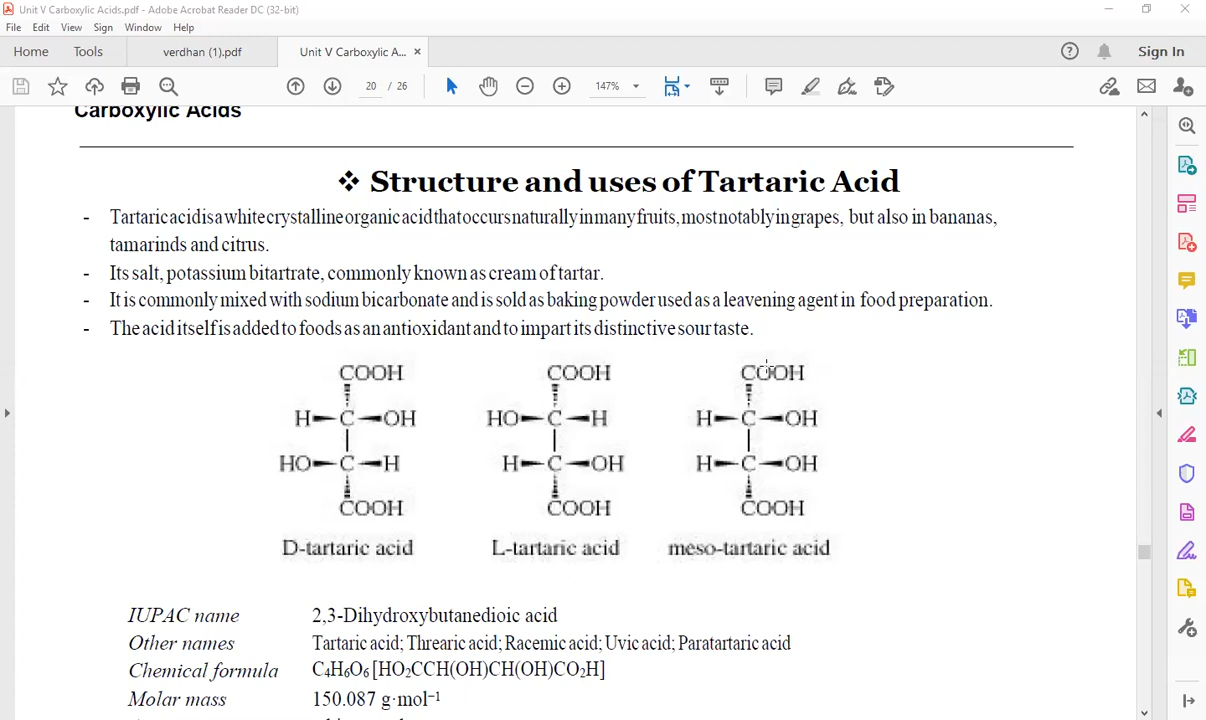 Unit V Carboxylic Acids.pdf - Adobe Acrobat Reader DC (32-bit)
File Edit View Sign Window Help
Home Tools verdhan (1).pdf Unit V Carboxylic A... × Sign In
20 / 26 147%
Carboxylic Acids
❖ Structure and uses of Tartaric Acid
- Tartaric acid is a white crystalline organic acid that occurs naturally in many fruits, most notably in grapes, but also in bananas,
tamarinds and citrus.
- Its salt, potassium bitartrate, commonly known as cream of tartar.
- It is commonly mixed with sodium bicarbonate and is sold as baking powder used as a leavening agent in food preparation.
- The acid itself is added to foods as an antioxidant and to impart its distinctive sour taste.
COOH COOH COOH
H C OH HO C H H C OH
HO C H H C OH H C OH
COOH COOH COOH
D-tartaric acid L-tartaric acid meso-tartaric acid
IUPAC name 2,3-Dihydroxybutanedioic acid
Other names Tartaric acid; Threaric acid; Racemic acid; Uvic acid; Paratartaric acid
Chemical formula C₄H₆O₆ [HO₂CCH(OH)CH(OH)CO₂H]
Molar mass 150.087 g·mol⁻¹